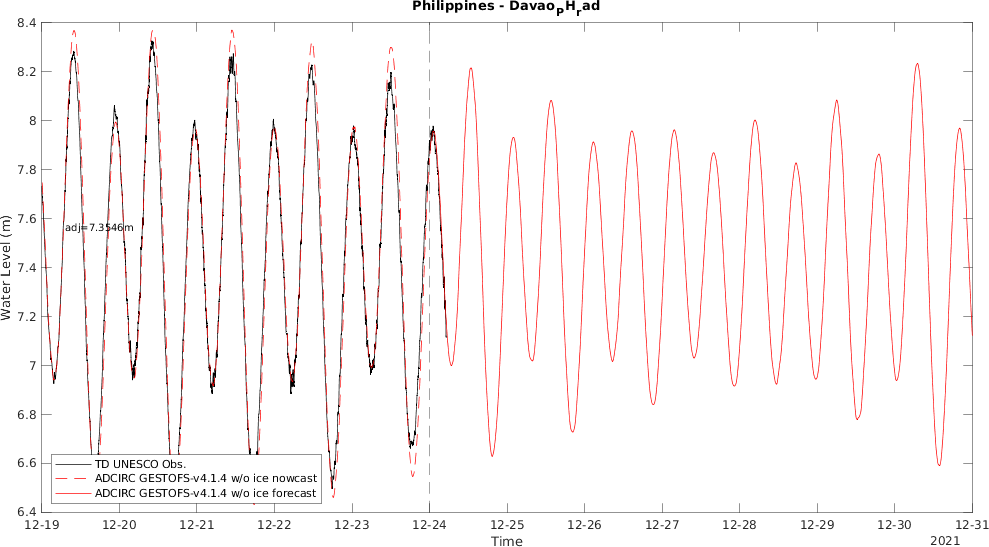 Philippines - DavaopHrad
8.4
8.2
8
7.8
7.6
7.4
7.2
7
6.8
6.6
6.4
Water Level (m)
adj=7.3546m
TD UNESCO Obs.
ADCIRC GESTOFS-v4.1.4 w/o ice nowcast
ADCIRC GESTOFS-v4.1.4 w/o ice forecast
12-19 12-20 12-21 12-22 12-23 12-24 12-25 12-26 12-27 12-28 12-29 12-30 12-31
Time
2021